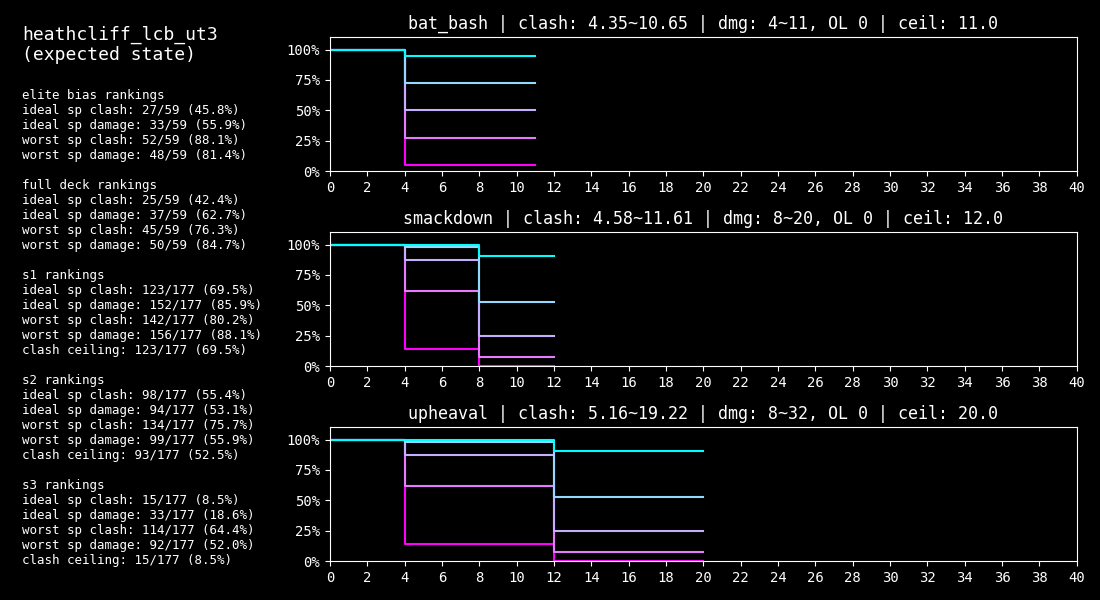 heathcliff_lcb_ut3
(expected state)
elite bias rankings
ideal sp clash: 27/59 (45.8%)
ideal sp damage: 33/59 (55.9%)
worst sp clash: 52/59 (88.1%)
worst sp damage: 48/59 (81.4%)
full deck rankings
ideal sp clash: 25/59 (42.4%)
ideal sp damage: 37/59 (62.7%)
worst sp clash: 45/59 (76.3%)
worst sp damage: 50/59 (84.7%)
s1 rankings
ideal sp clash: 123/177 (69.5%)
ideal sp damage: 152/177 (85.9%)
worst sp clash: 142/177 (80.2%)
worst sp damage: 156/177 (88.1%)
clash ceiling: 123/177 (69.5%)
s2 rankings
ideal sp clash: 98/177 (55.4%)
ideal sp damage: 94/177 (53.1%)
worst sp clash: 134/177 (75.7%)
worst sp damage: 99/177 (55.9%)
clash ceiling: 93/177 (52.5%)
s3 rankings
ideal sp clash: 15/177 (8.5%)
ideal sp damage: 33/177 (18.6%)
worst sp clash: 114/177 (64.4%)
worst sp damage: 92/177 (52.0%)
clash ceiling: 15/177 (8.5%)
bat_bash | clash: 4.35~10.65 | dmg: 4~11, OL 0 | ceil: 11.0
100%
75%
50%
25%
0%
0 2 4 6 8 10 12 14 16 18 20 22 24 26 28 30 32 34 36 38 40
smackdown | clash: 4.58~11.61 | dmg: 8~20, OL 0 | ceil: 12.0
100%
75%
50%
25%
0%
0 2 4 6 8 10 12 14 16 18 20 22 24 26 28 30 32 34 36 38 40
upheaval | clash: 5.16~19.22 | dmg: 8~32, OL 0 | ceil: 20.0
100%
75%
50%
25%
0%
0 2 4 6 8 10 12 14 16 18 20 22 24 26 28 30 32 34 36 38 40